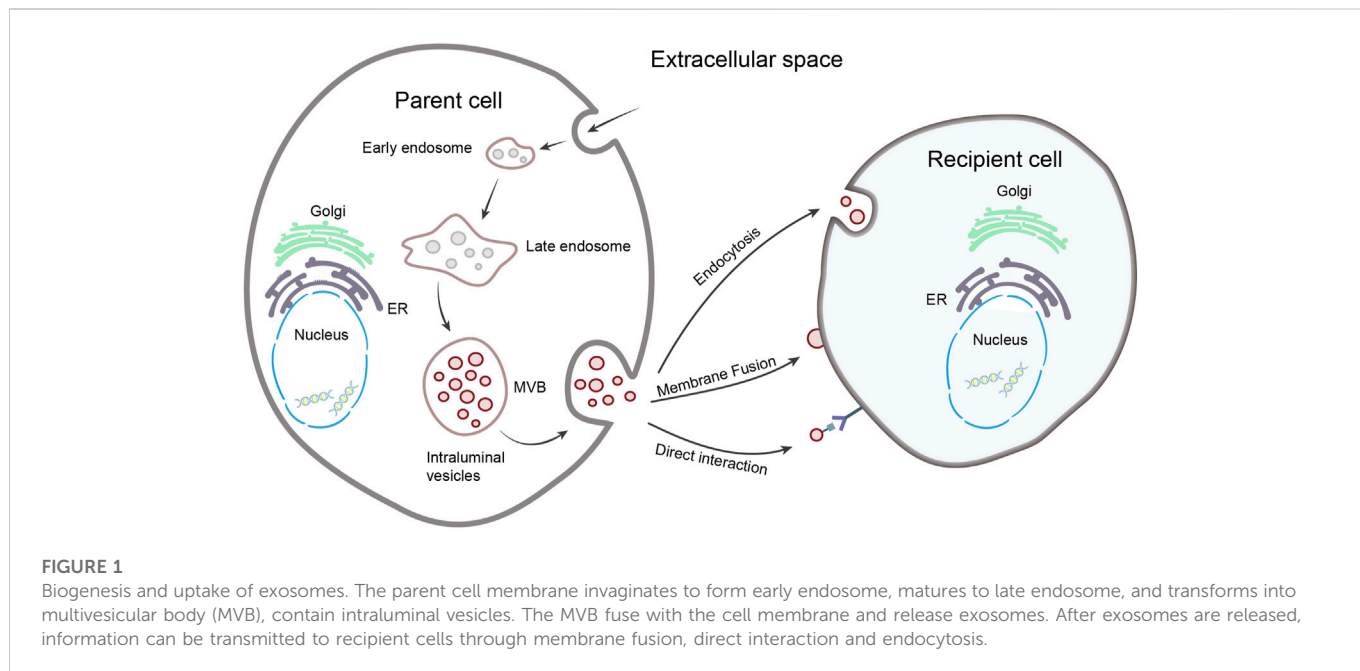 Extracellular space
Parent cell
Early endosome
Recipient cell
Golgi
Golgi
Late endosome
Endocytosis
ER
ER
Nucleus
Nucleus
MVB
Membrane Fusion
Direct interaction
Intraluminal
vesicles
FIGURE 1
Biogenesis and uptake of exosomes. The parent cell membrane invaginates to form early endosome, matures to late endosome, and transforms into
multivesicular body (MVB), contain intraluminal vesicles. The MVB fuse with the cell membrane and release exosomes. After exosomes are released,
information can be transmitted to recipient cells through membrane fusion, direct interaction and endocytosis.